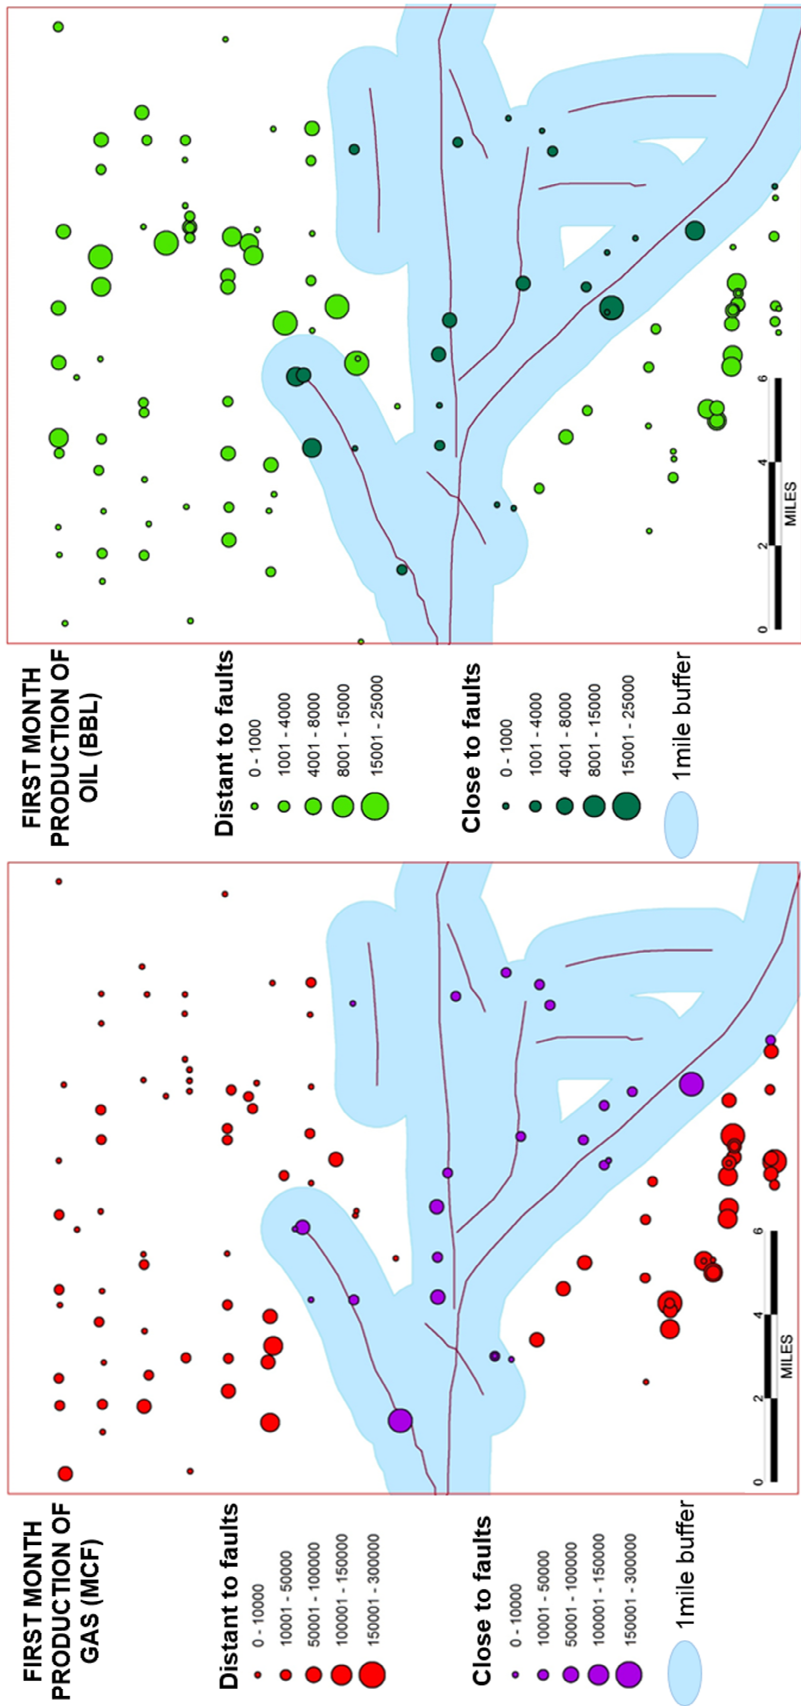 FIRST MONTH
PRODUCTION OF
GAS (MCF)
Distant to faults
0 - 10000
10001 - 50000
50001 - 100000
100001 - 150000
150001 - 300000
Close to faults
0 - 10000
10001 - 50000
50001 - 100000
100001 - 150000
150001 - 300000
1mile buffer
0 2 4 6
MILES
FIRST MONTH
PRODUCTION OF
OIL (BBL)
Distant to faults
0 - 1000
1001 - 4000
4001 - 8000
8001 - 15000
15001 - 25000
Close to faults
0 - 1000
1001 - 4000
4001 - 8000
8001 - 15000
15001 - 25000
1mile buffer
0 2 4 6
MILES